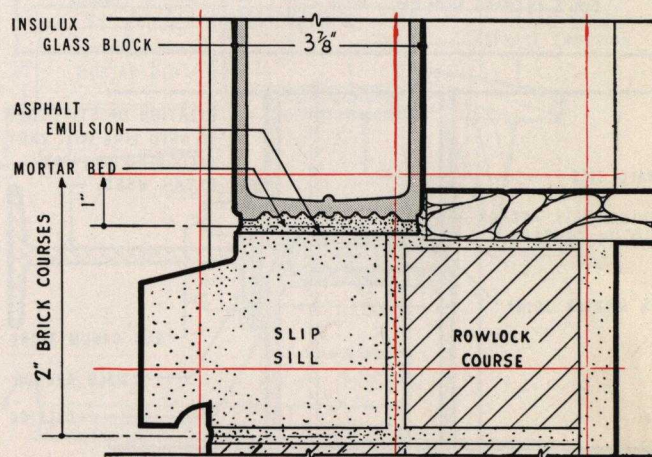 INSULUX
GLASS BLOCK
3⅞"
ASPHALT
EMULSION
MORTAR BED
1"
2" BRICK COURSES
SLIP
SILL
ROWLOCK
COURSE